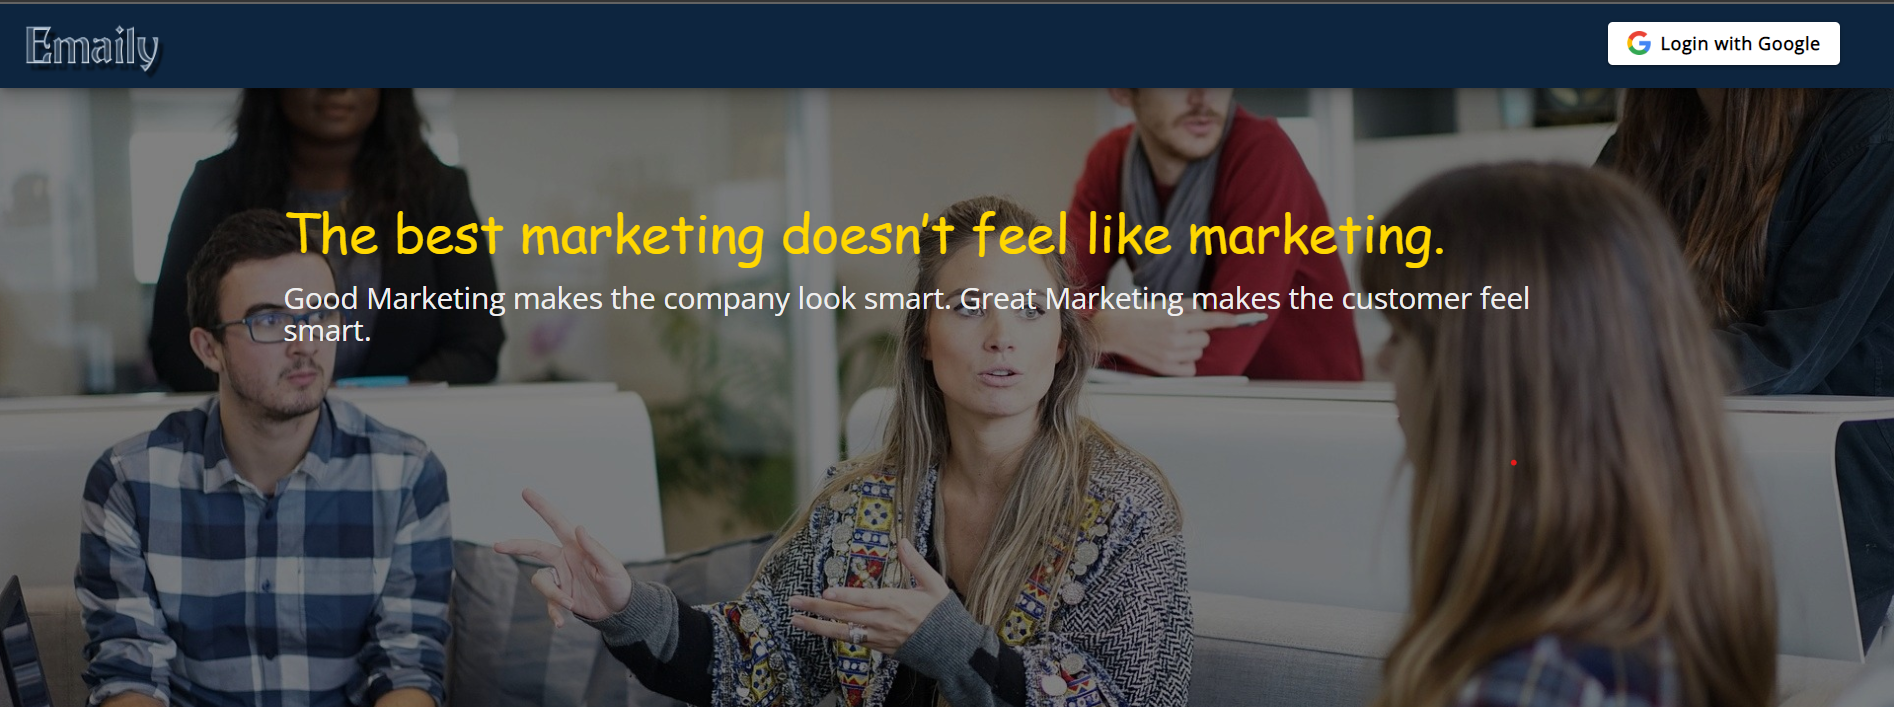 Emaily
Login with Google
The best marketing doesn't feel like marketing.
Good Marketing makes the company look smart. Great Marketing makes the customer feel
smart.